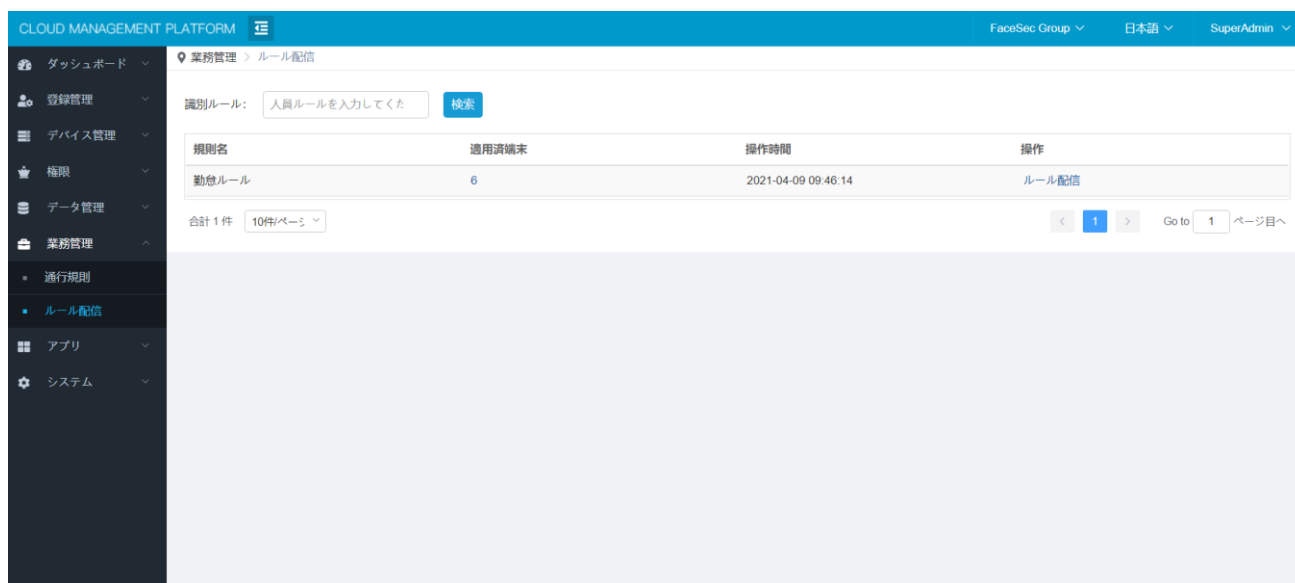 CLOUD MANAGEMENT PLATFORM
FaceSec Group
日本語
SuperAdmin
ダッシュボード
登録管理
デバイス管理
権限
データ管理
業務管理
通行規則
ルール配信
アプリ
システム
業務管理 > ルール配信
識別ルール: 人員ルールを入力してくた 検索
規則名 適用済端末 操作時間 操作
勤怠ルール 6 2021-04-09 09:46:14 ルール配信
合計 1 件 10件/ページ < 1 > Go to 1 ページ目へ